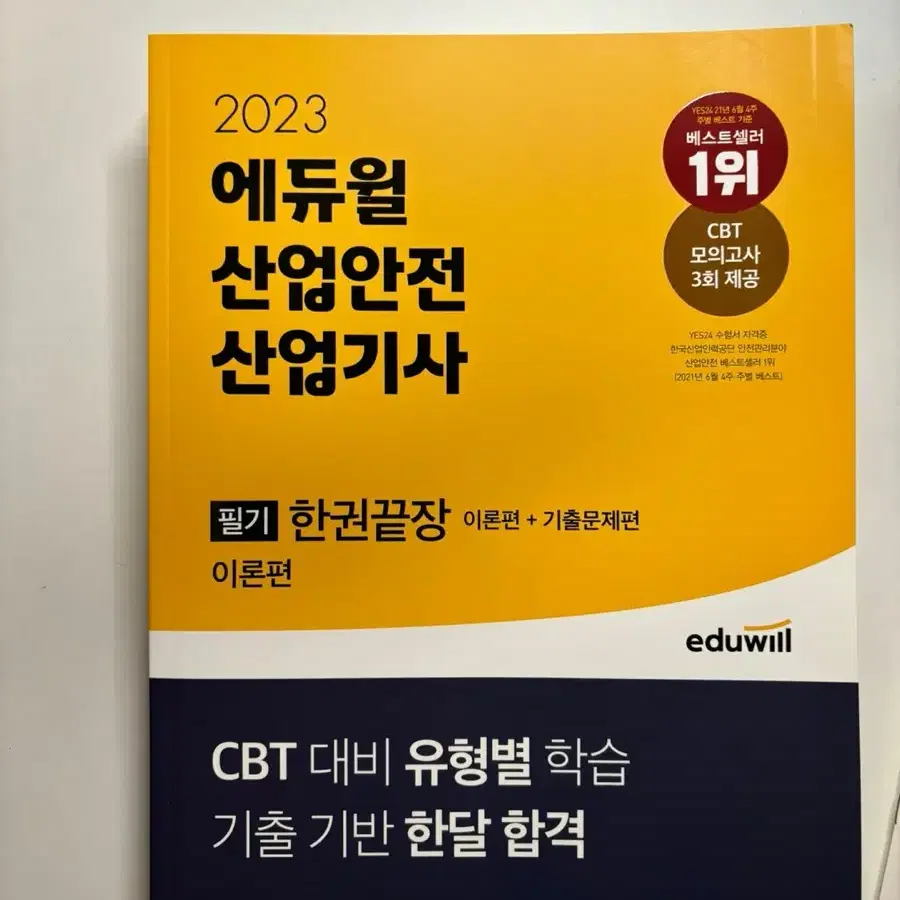 2023
에듀윌
산업안전
산업기사
YES24 21년 6월 4주
주별 베스트 기준
베스트셀러
1위
CBT
모의고사
3회 제공
YES24 수험서 자격증
한국산업인력공단 안전관리분야
산업안전 베스트셀러 1위
(2021년 6월 4주 주별 베스트)
필기 한권끝장 이론편 + 기출문제편
이론편
eduwill
CBT 대비 유형별 학습
기출 기반 한달 합격